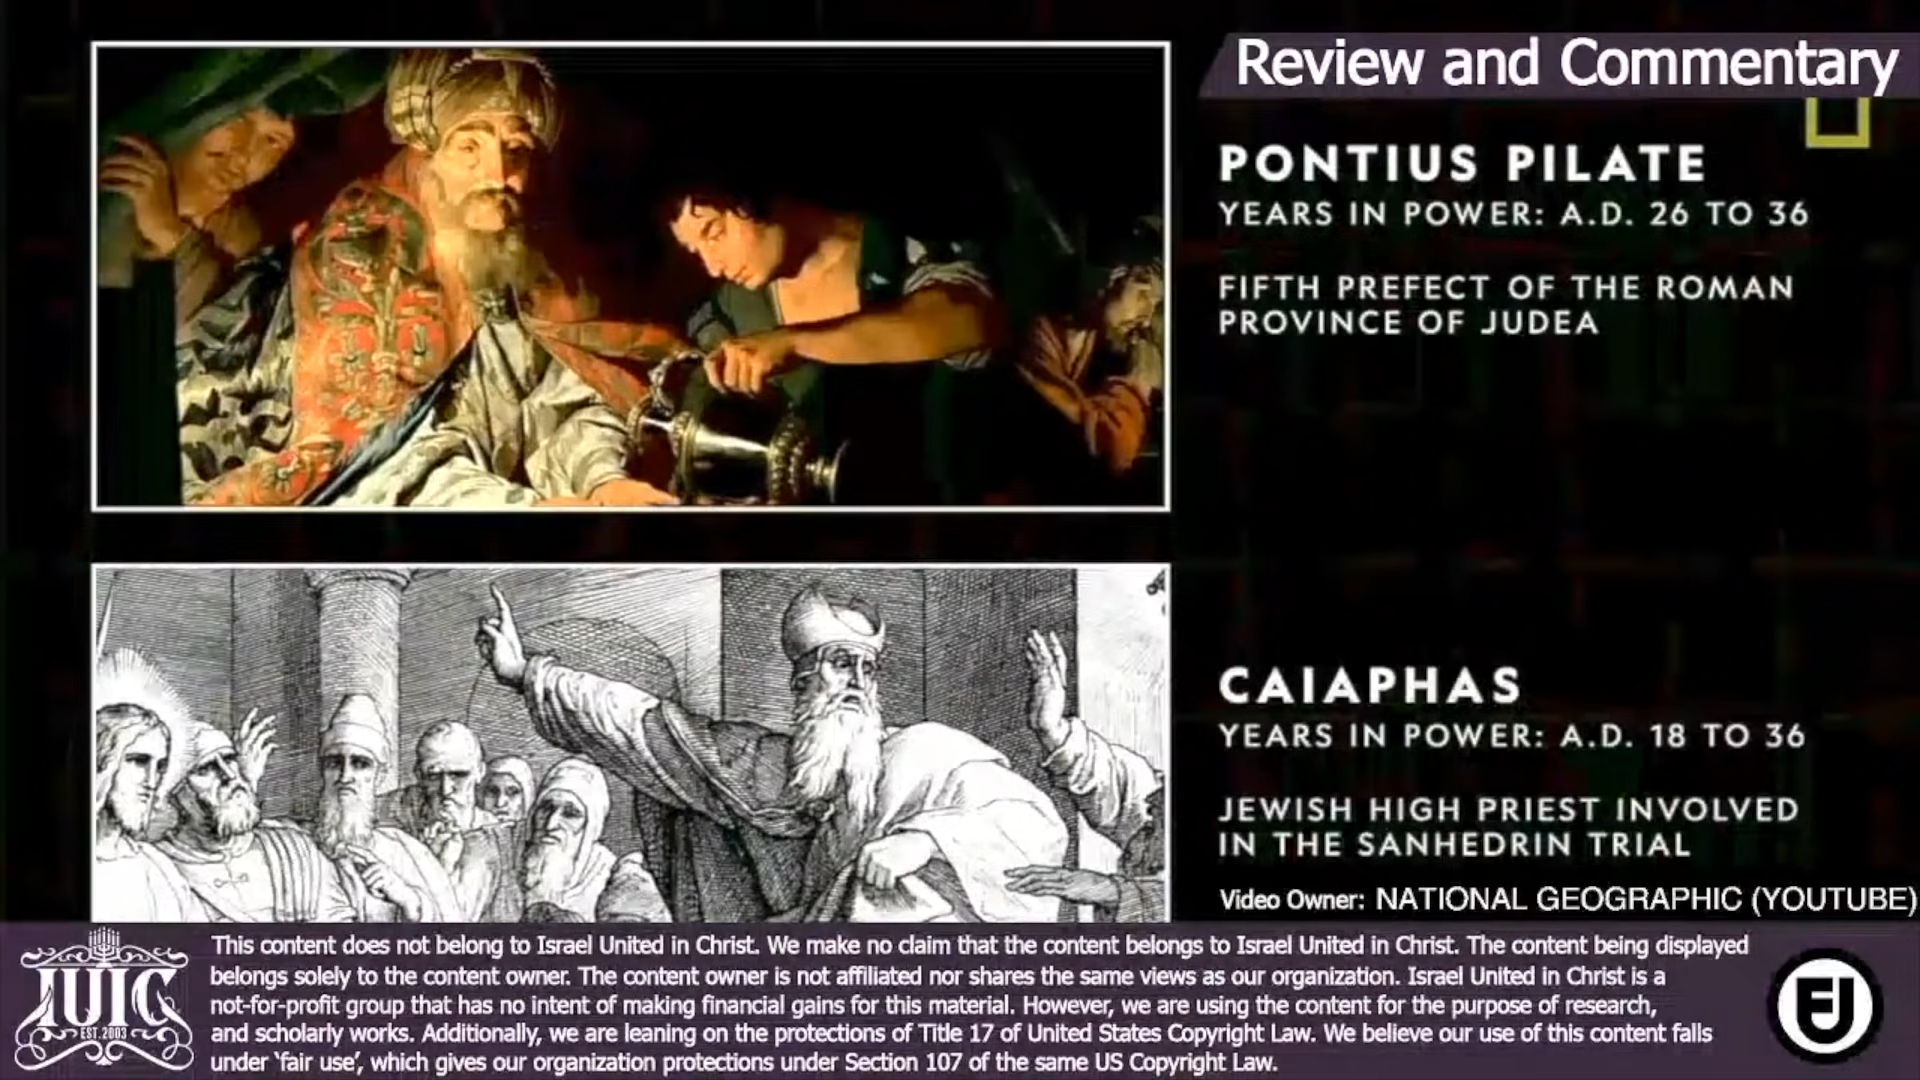 Review and Commentary
PONTIUS PILATE
YEARS IN POWER: A.D. 26 TO 36
FIFTH PREFECT OF THE ROMAN
PROVINCE OF JUDEA
CAIAPHAS
YEARS IN POWER: A.D. 18 TO 36
JEWISH HIGH PRIEST INVOLVED
IN THE SANHEDRIN TRIAL
Video Owner: NATIONAL GEOGRAPHIC (YOUTUBE)
This content does not belong to Israel United in Christ. We make no claim that the content belongs to Israel United in Christ. The content being displayed
belongs solely to the content owner. The content owner is not affiliated nor shares the same views as our organization. Israel United in Christ is a
not-for-profit group that has no intent of making financial gains for this material. However, we are using the content for the purpose of research,
and scholarly works. Additionally, we are leaning on the protections of Title 17 of United States Copyright Law. We believe our use of this content falls
under 'fair use', which gives our organization protections under Section 107 of the same US Copyright Law.
IUIC
EST.2003